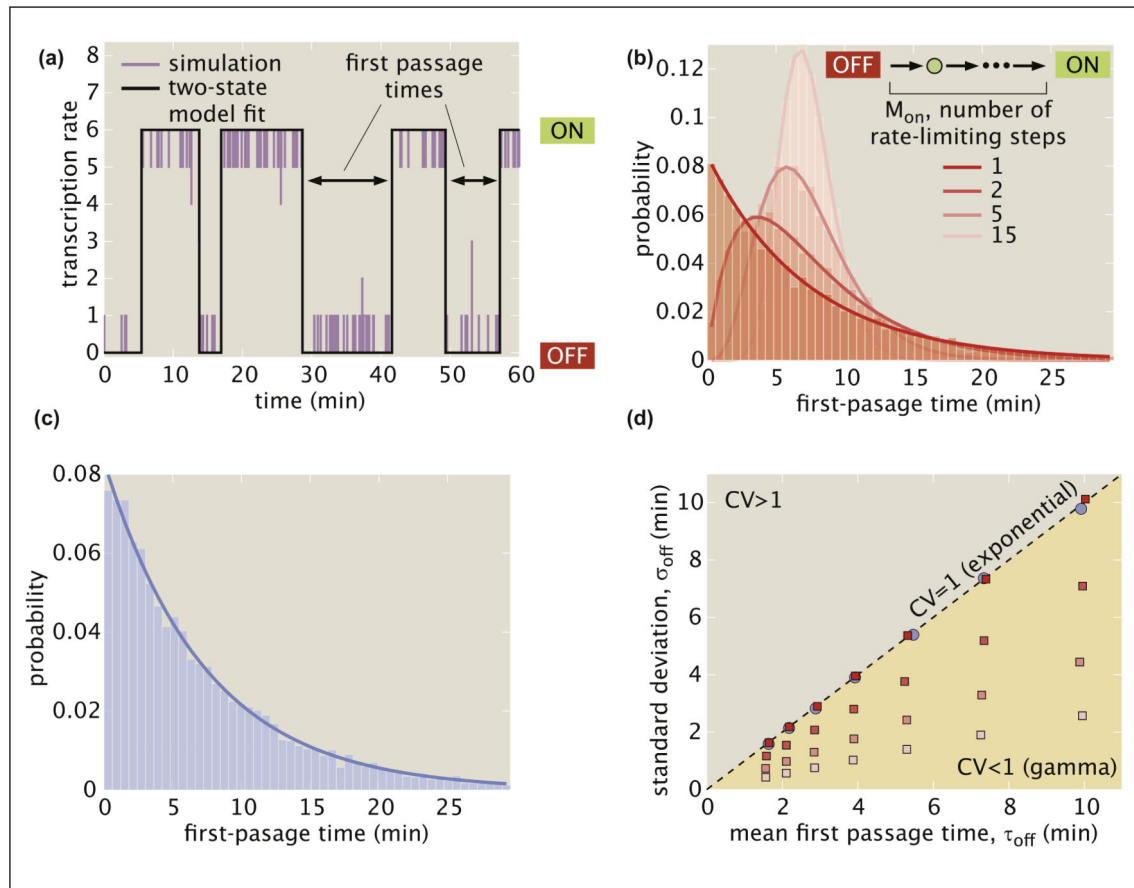 (a)
8
7
6
5
4
3
2
1
0
transcription rate
simulation
two-state
model fit
first passage
times
ON
OFF
0 10 20 30 40 50 60
time (min)
(b)
0.12
0.10
0.08
0.06
0.04
0.02
0
probability
OFF
ON
Mon, number of
rate-limiting steps
1
2
5
15
0 5 10 15 20 25
first-pasage time (min)
(c)
0.08
0.06
0.04
0.02
0
probability
0 5 10 15 20 25
first-pasage time (min)
(d)
10
8
6
4
2
0
standard deviation, σoff (min)
CV>1
CV=1 (exponential)
CV<1 (gamma)
0 2 4 6 8 10
mean first passage time, τoff (min)